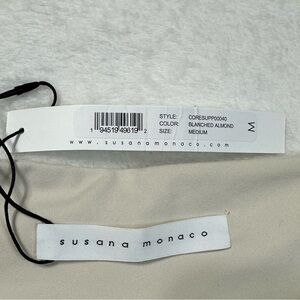 STYLE: CORESUPP00040
COLOR: BLANCHED ALMOND
SIZE: MEDIUM
M
1 94519 49619 2
www.susanamonaco.com
susana monaco